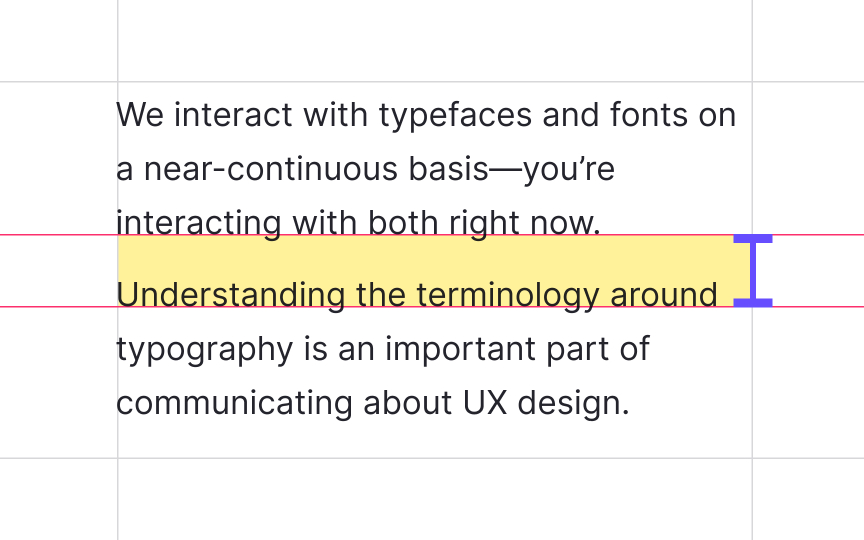 We interact with typefaces and fonts on
a near-continuous basis—you’re
interacting with both right now.
Understanding the terminology around
typography is an important part of
communicating about UX design.